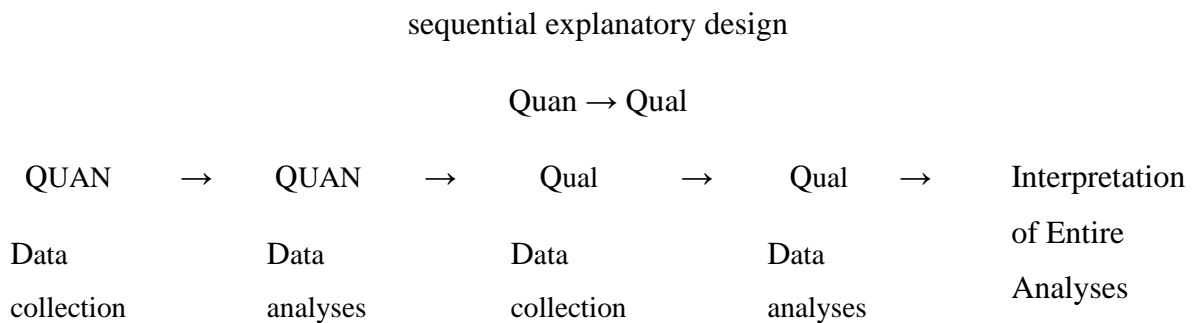 sequential explanatory design
Quan → Qual
QUAN → QUAN → Qual → Qual → Interpretation
of Entire
Data Data Data Data
Analyses
collection analyses collection analyses